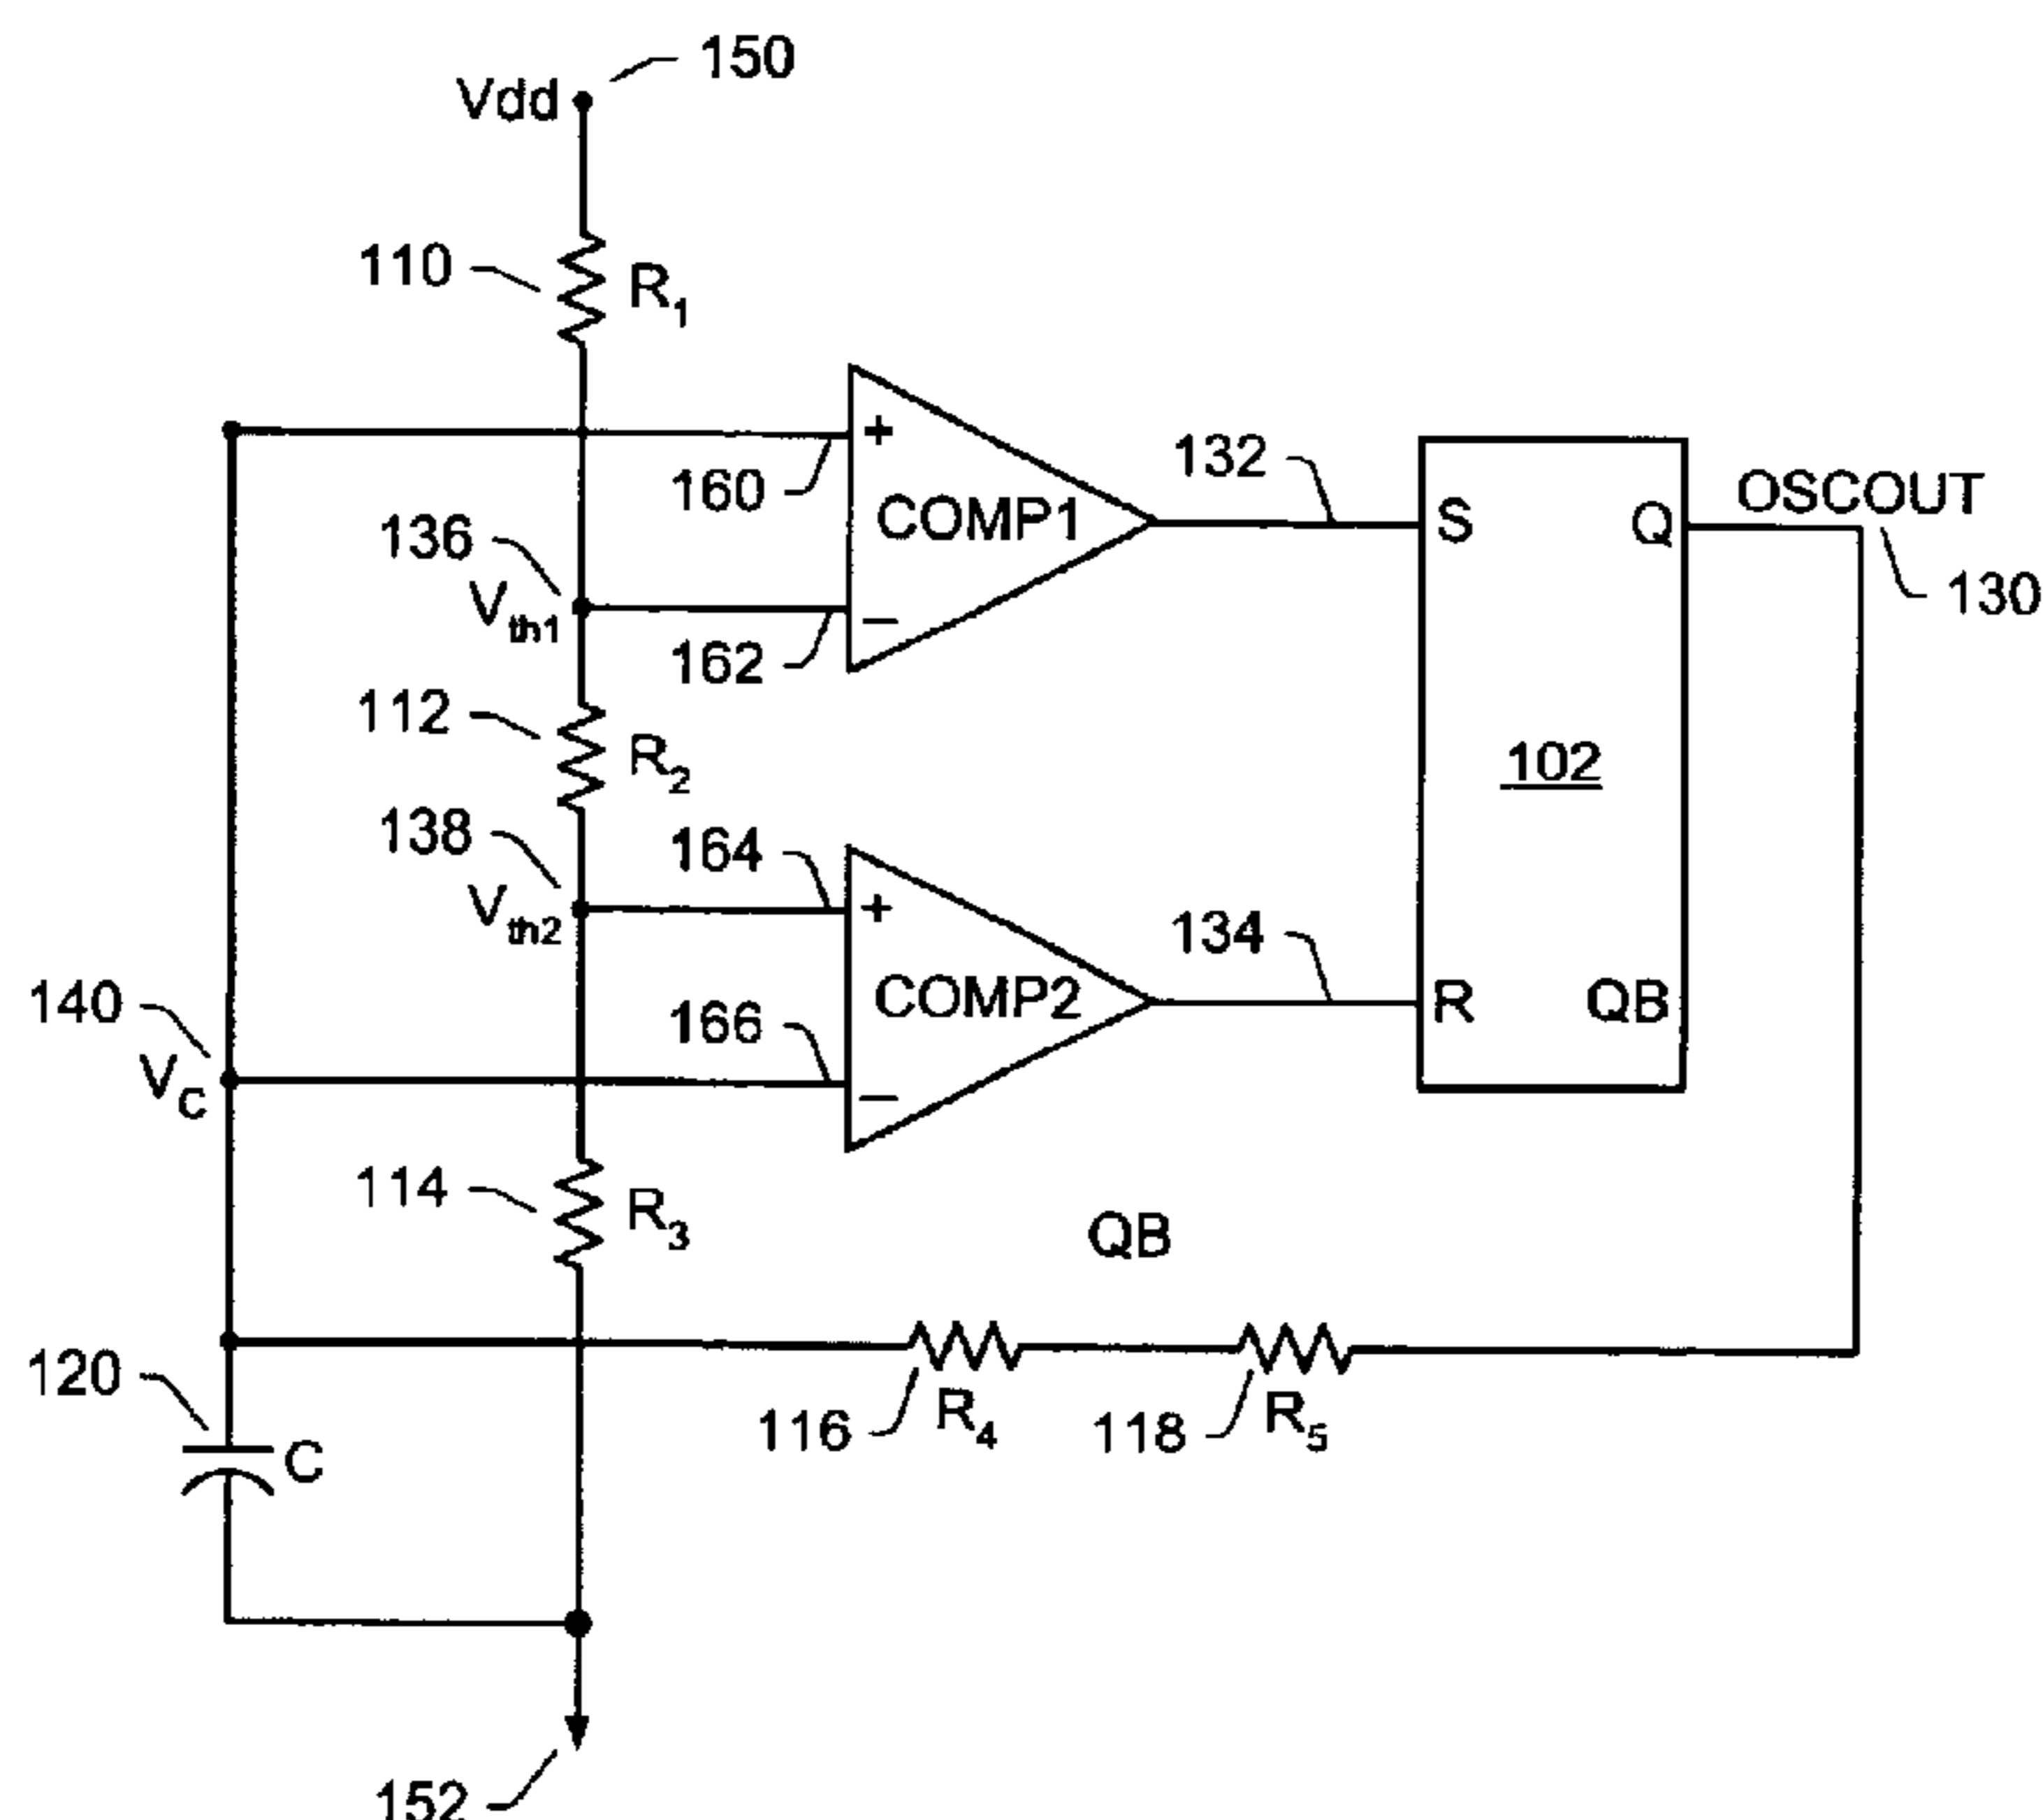 150
Vdd
110
R1
160
COMP1
+
−
132
S
Q
OSCOUT
130
136
Vth1
162
112
R2
102
138
Vth2
164
+
COMP2
−
134
R
QB
140
VC
166
114
R3
QB
120
C
116
R4
118
R5
152